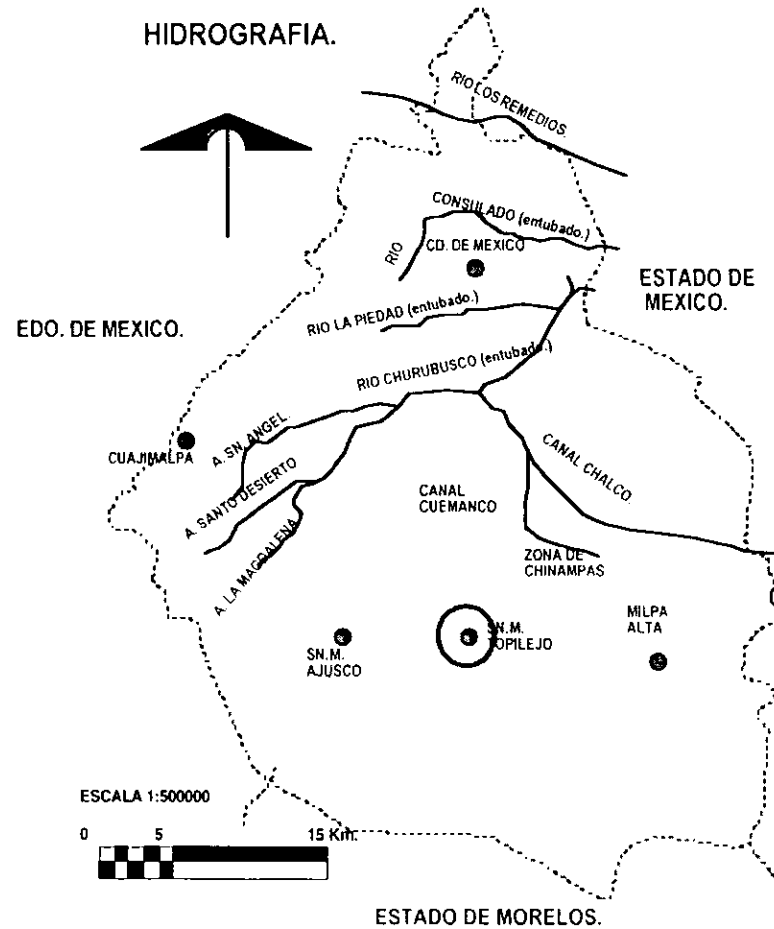 HIDROGRAFIA.
RIO LOS REMEDIOS.
CONSULADO (entubado.)
RIO
CD. DE MEXICO
ESTADO DE
MEXICO.
RIO LA PIEDAD (entubado.)
EDO. DE MEXICO.
RIO CHURUBUSCO (entubado.)
A. SN. ANGEL.
CUAJIMALPA
CANAL CHALCO.
A. SANTO DESIERTO
CANAL
CUEMANCO
A. LA MAGDALENA
ZONA DE
CHINAMPAS
SN.M.
AJUSCO
SN.M.
TOPILEJO
MILPA
ALTA
ESCALA 1:500000
0 5 15 Km.
ESTADO DE MORELOS.